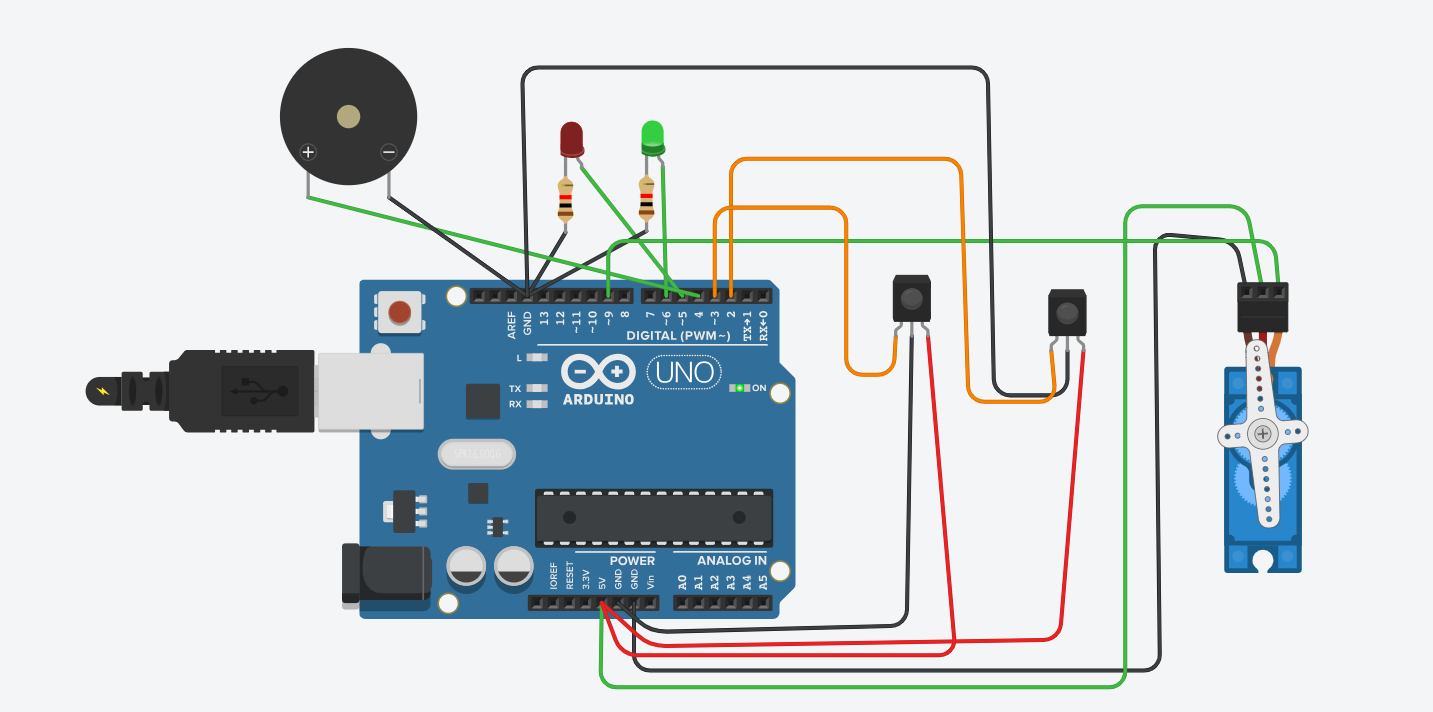 + −
AREF
GND
13
12
~11
~10
~9
8
7
~6
~5
4
~3
2
TX→1
RX←0
DIGITAL (PWM~)
L
TX
RX
ARDUINO
UNO
ON
POWER
ANALOG IN
IOREF
RESET
3.3V
5V
GND
GND
Vin
A0
A1
A2
A3
A4
A5